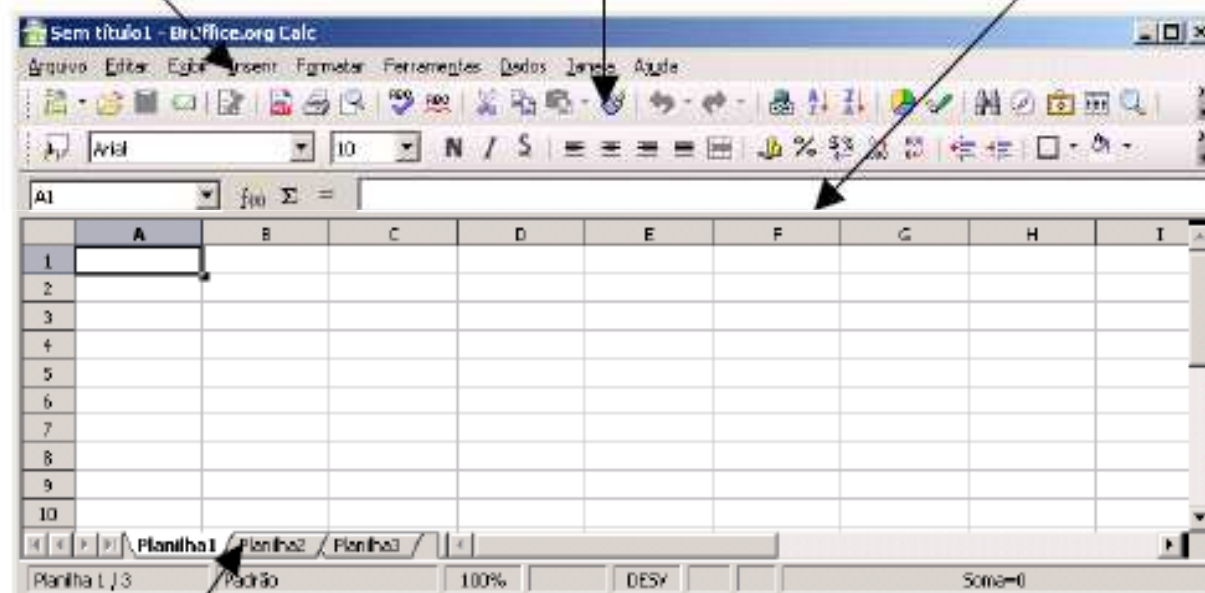 Sem título1 - BrOffice.org Calc
Arquivo Editar Exibir Inserir Formatar Ferramentas Dados Janela Ajuda
Arial 10 N I S
A1 f(x) Σ =
A B C D E F G H I
1
2
3
4
5
6
7
8
9
10
Planilha1 Planilha2 Planilha3
Planilha 1 / 3 Padrão 100% DESV Soma=0